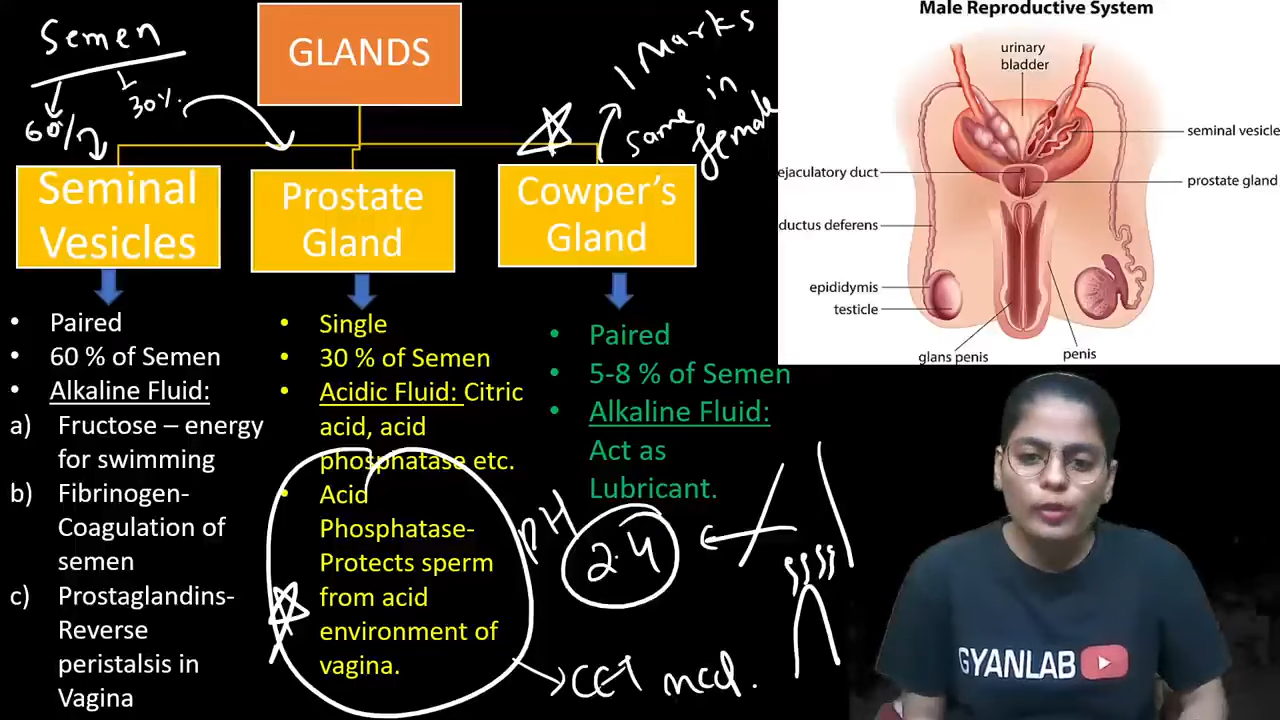 Semen
60%
30%.
GLANDS
1 Marks
same in
female
Seminal
Vesicles
• Paired
• 60 % of Semen
• Alkaline Fluid:
a) Fructose – energy
for swimming
b) Fibrinogen-
Coagulation of
semen
c) Prostaglandins-
Reverse
peristalsis in
Vagina
Prostate
Gland
• Single
• 30 % of Semen
• Acidic Fluid: Citric
acid, acid
phosphatase etc.
• Acid
Phosphatase-
Protects sperm
from acid
environment of
vagina.
Cowper's
Gland
• Paired
• 5-8 % of Semen
• Alkaline Fluid:
Act as
Lubricant.
pH
2.4
CET mcq.
Male Reproductive System
urinary
bladder
seminal vesicle
ejaculatory duct
prostate gland
ductus deferens
epididymis
testicle
glans penis
penis
GYANLAB